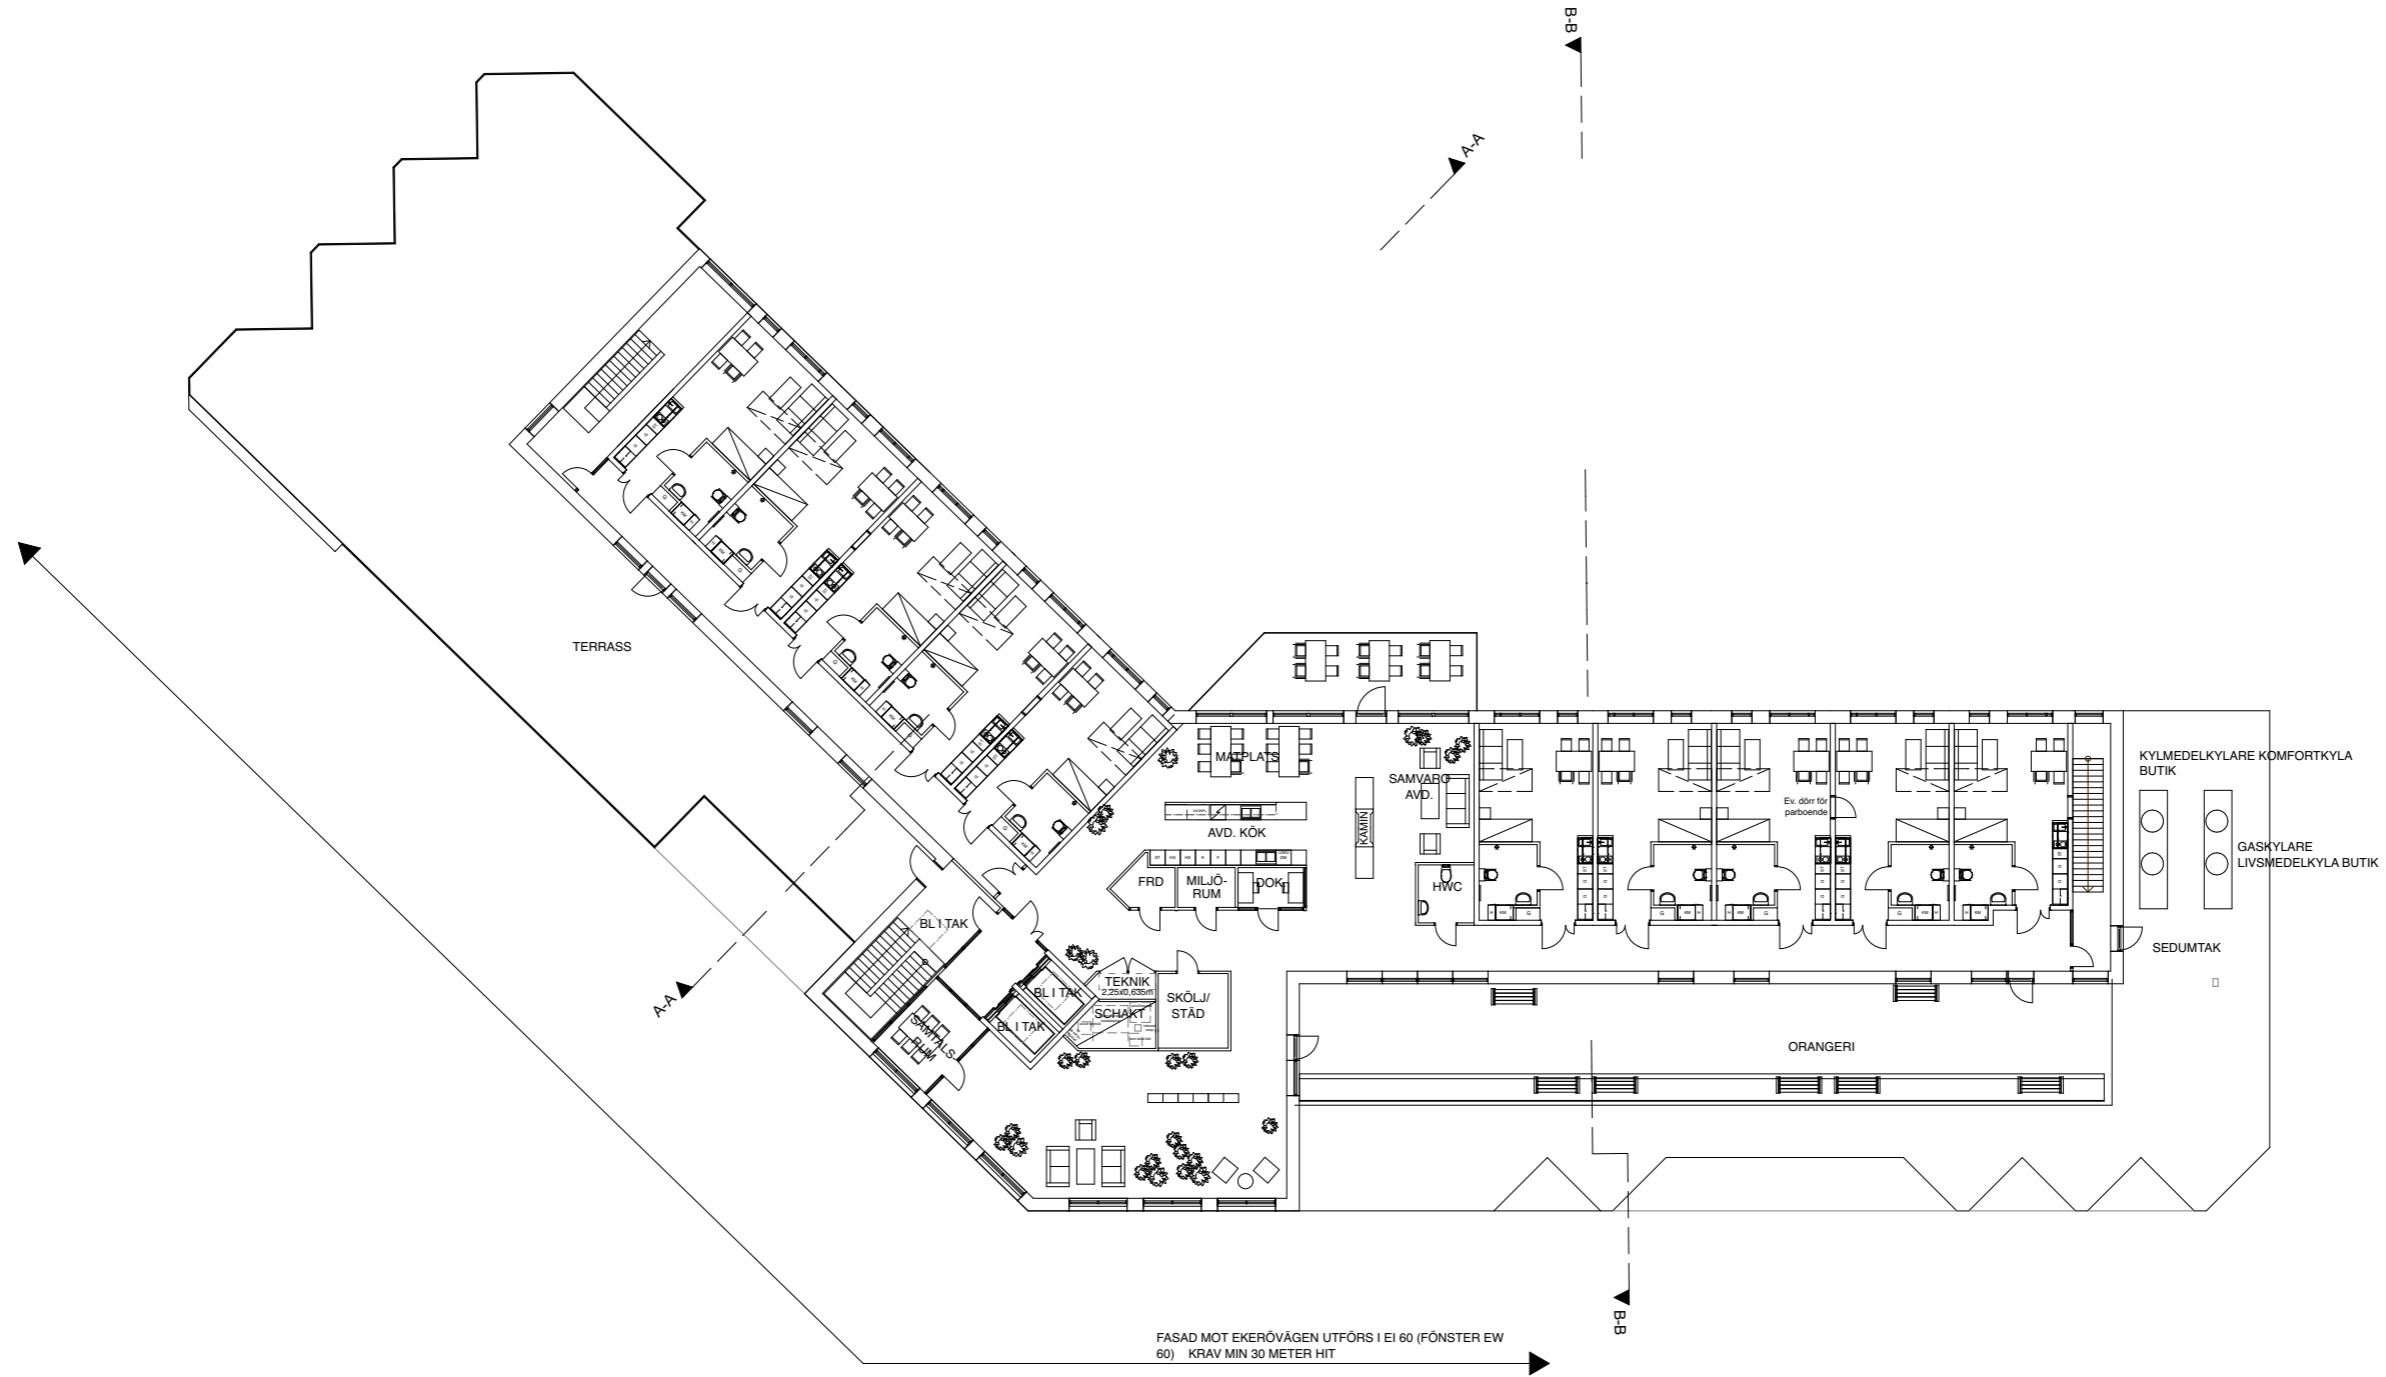 B-B
A-A
TERRASS
MATPLATS
SAMVARO
AVD.
KAMIN
AVD. KÖK
Ev. dörr för
parboende
KYLMEDELKYLARE KOMFORTKYLA
BUTIK
GASKYLARE
LIVSMEDELKYLA BUTIK
FRD
MILJÖ-
RUM
DOK
HWC
BL I TAK
SEDUMTAK
TEKNIK
2,25x0,635m
BL I TAK
SKÖLJ/
STÄD
SCHAKT
BL I TAK
A-A
SAMTALS-
RUM
ORANGERI
B-B
FASAD MOT EKERÖVÄGEN UTFÖRS I EI 60 (FÖNSTER EW
60) KRAV MIN 30 METER HIT